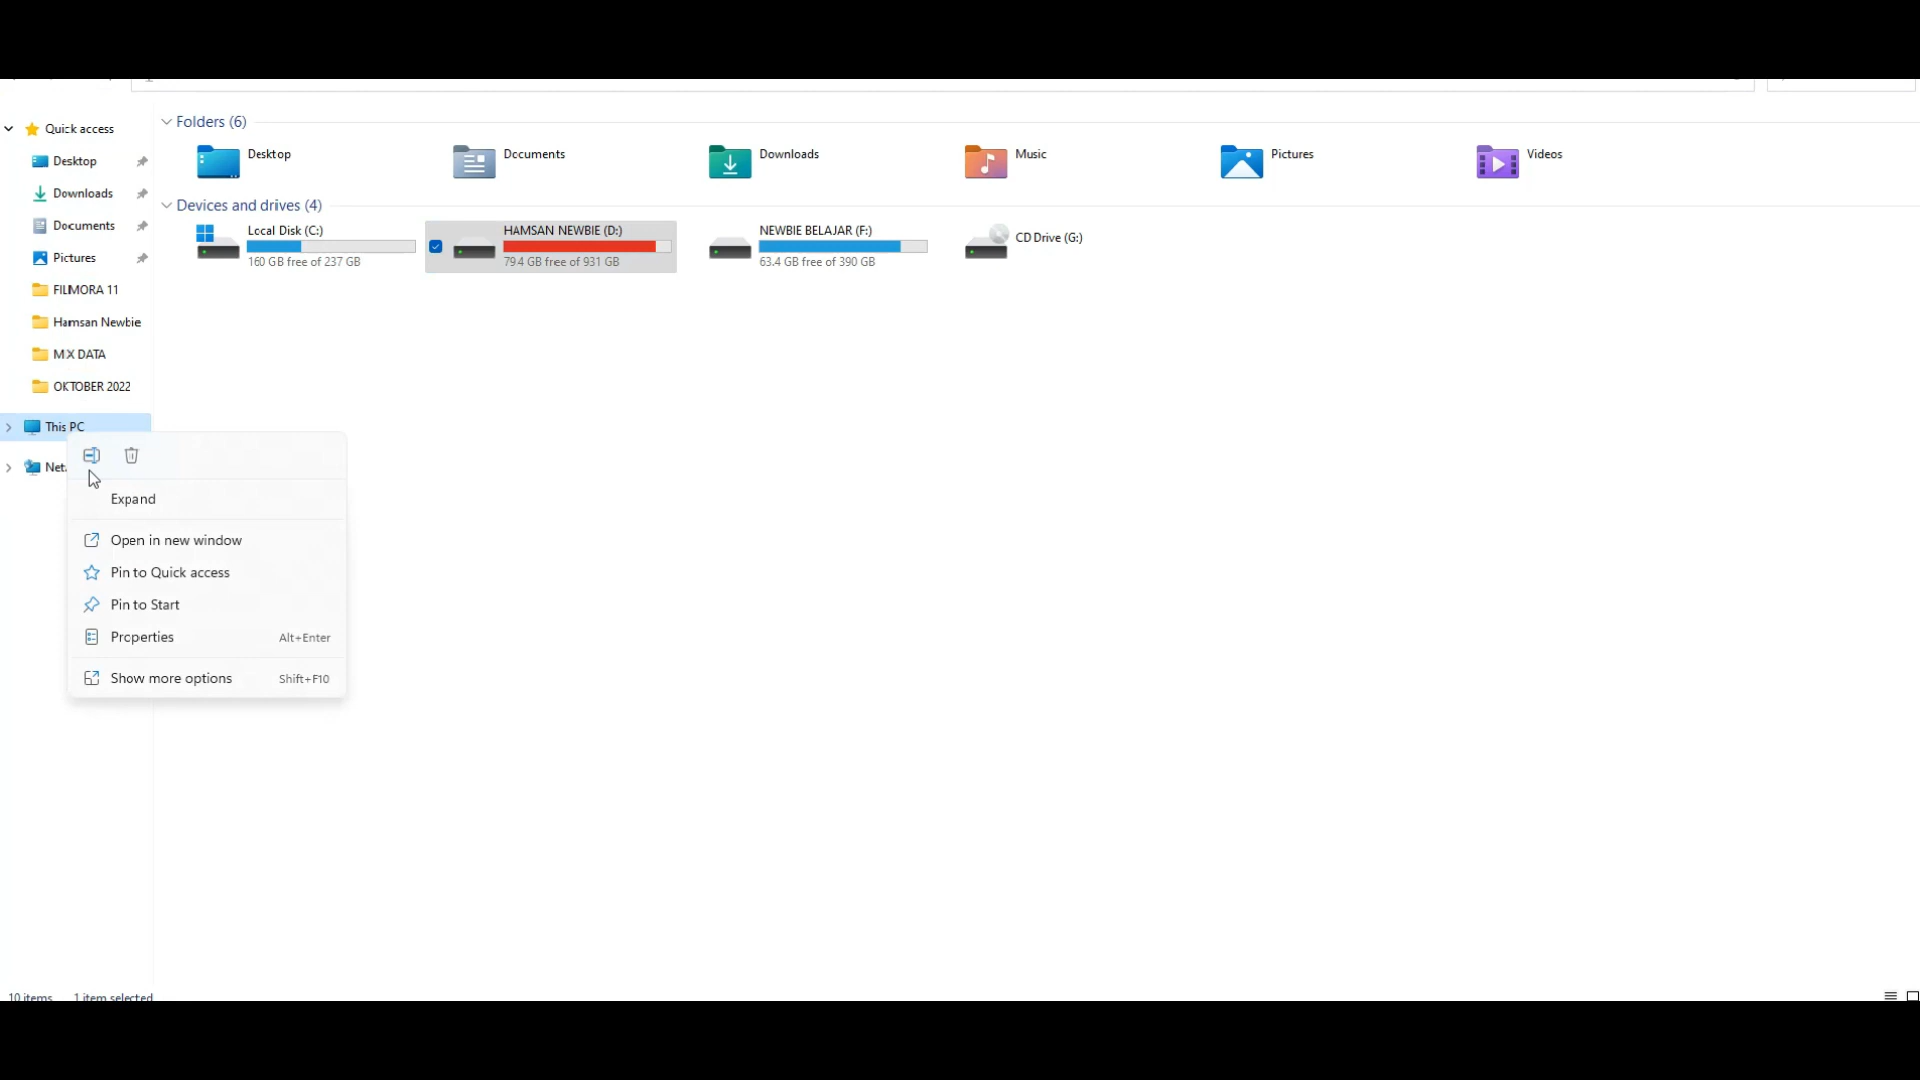 Quick access
Desktop
Downloads
Documents
Pictures
FILMORA 11
Hamsan Newbie
MIX DATA
OKTOBER 2022
This PC
Net
Folders (6)
Desktop
Documents
Downloads
Music
Pictures
Videos
Devices and drives (4)
Local Disk (C:)
160 GB free of 237 GB
HAMSAN NEWBIE (D:)
79.4 GB free of 931 GB
NEWBIE BELAJAR (F:)
63.4 GB free of 390 GB
CD Drive (G:)
Expand
Open in new window
Pin to Quick access
Pin to Start
Properties Alt+Enter
Show more options Shift+F10
10 items 1 item selected